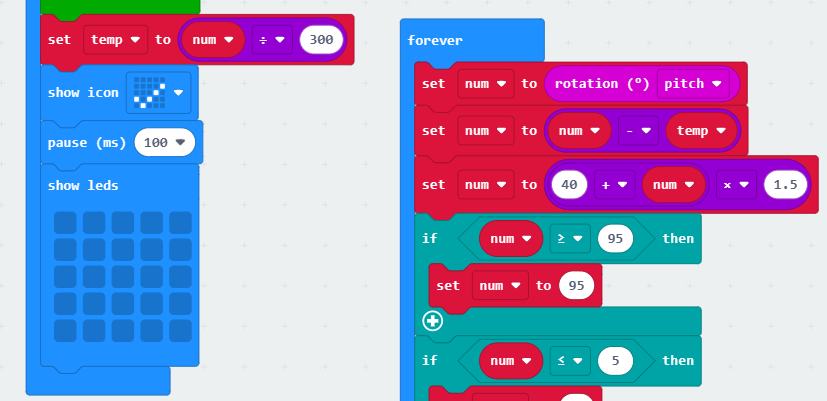 set temp to num ÷ 300
show icon
pause (ms) 100
show leds
forever
set num to rotation (°) pitch
set num to num - temp
set num to 40 + num × 1.5
if num ≥ 95 then
set num to 95
if num ≤ 5 then